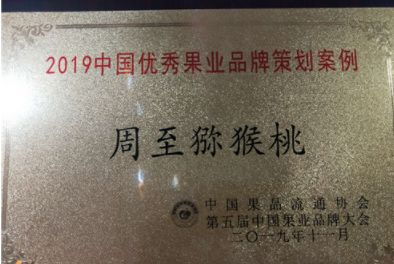 2019中国优秀果业品牌策划案例
周至猕猴桃
中国果品流通协会
第五届中国果业品牌大会
二〇一九年十一月